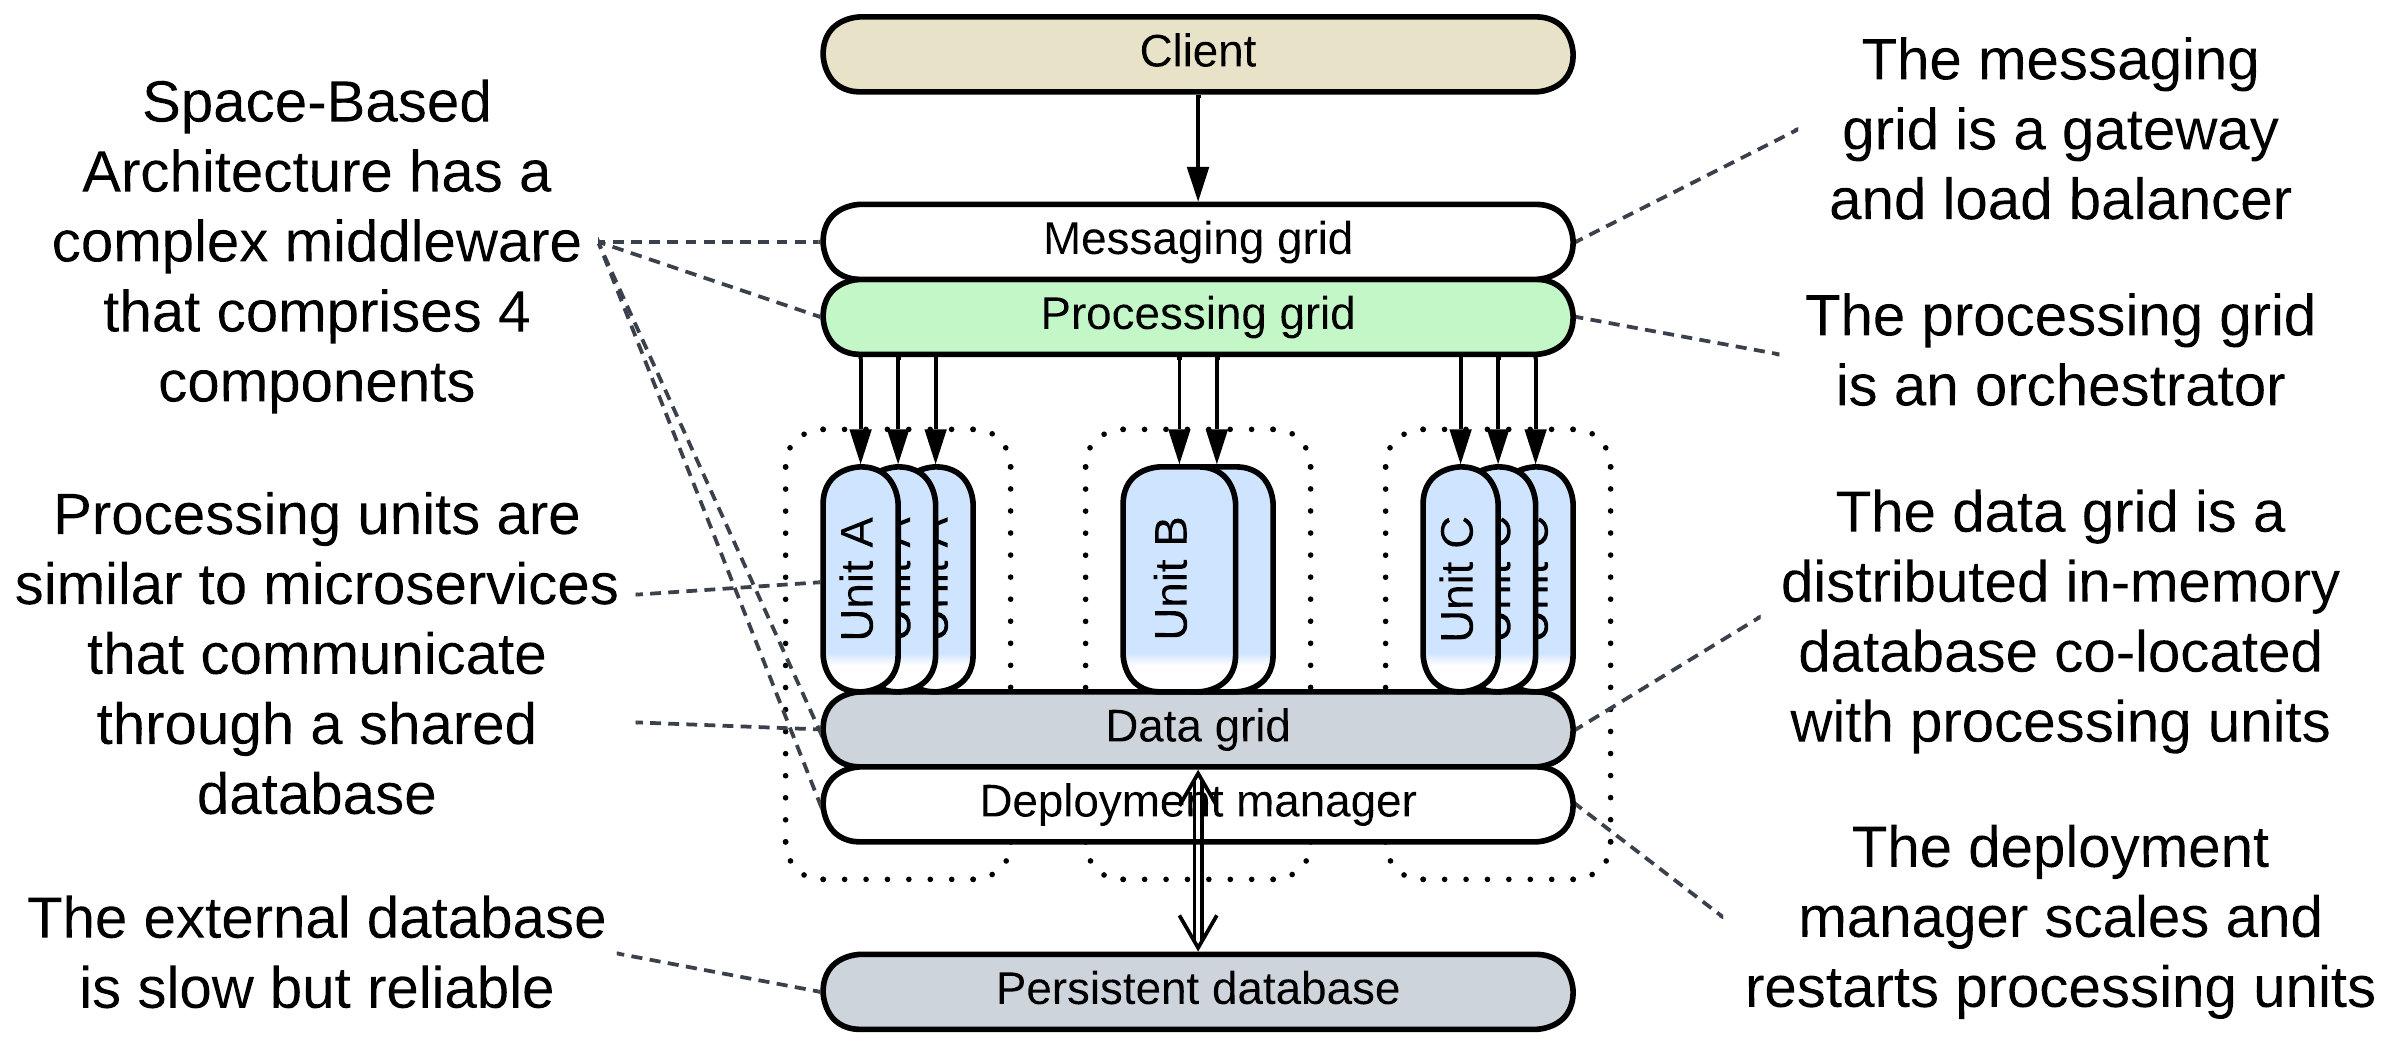 Client
Space-Based
Architecture has a
complex middleware
that comprises 4
components
The messaging
grid is a gateway
and load balancer
Messaging grid
Processing grid
The processing grid
is an orchestrator
Processing units are
similar to microservices
that communicate
through a shared
database
Unit A
Unit A
Unit A
Unit B
Unit C
Unit C
Unit C
The data grid is a
distributed in-memory
database co-located
with processing units
Data grid
Deployment manager
The deployment
manager scales and
restarts processing units
The external database
is slow but reliable
Persistent database